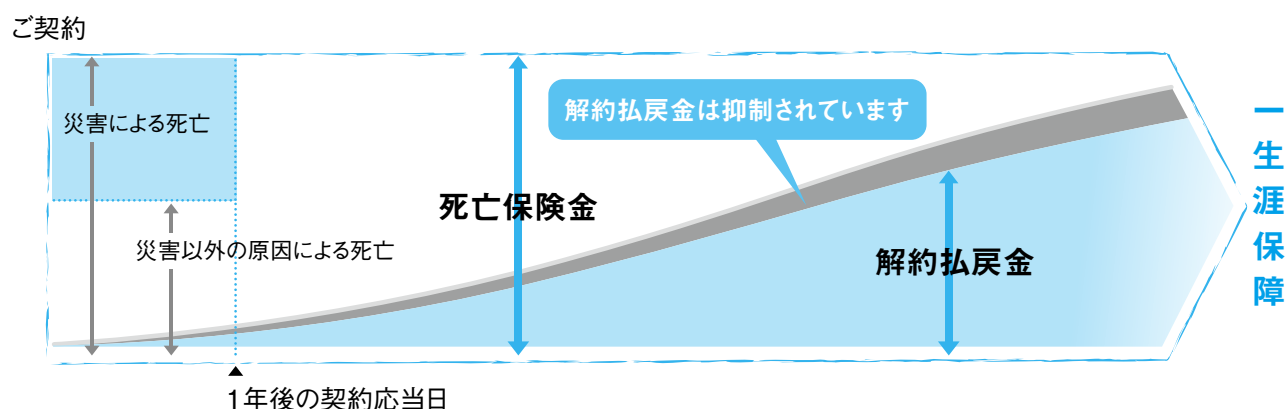 ご契約
災害による死亡
解約払戻金は抑制されています
死亡保険金
災害以外の原因による死亡
解約払戻金
一生涯保障
1年後の契約応当日